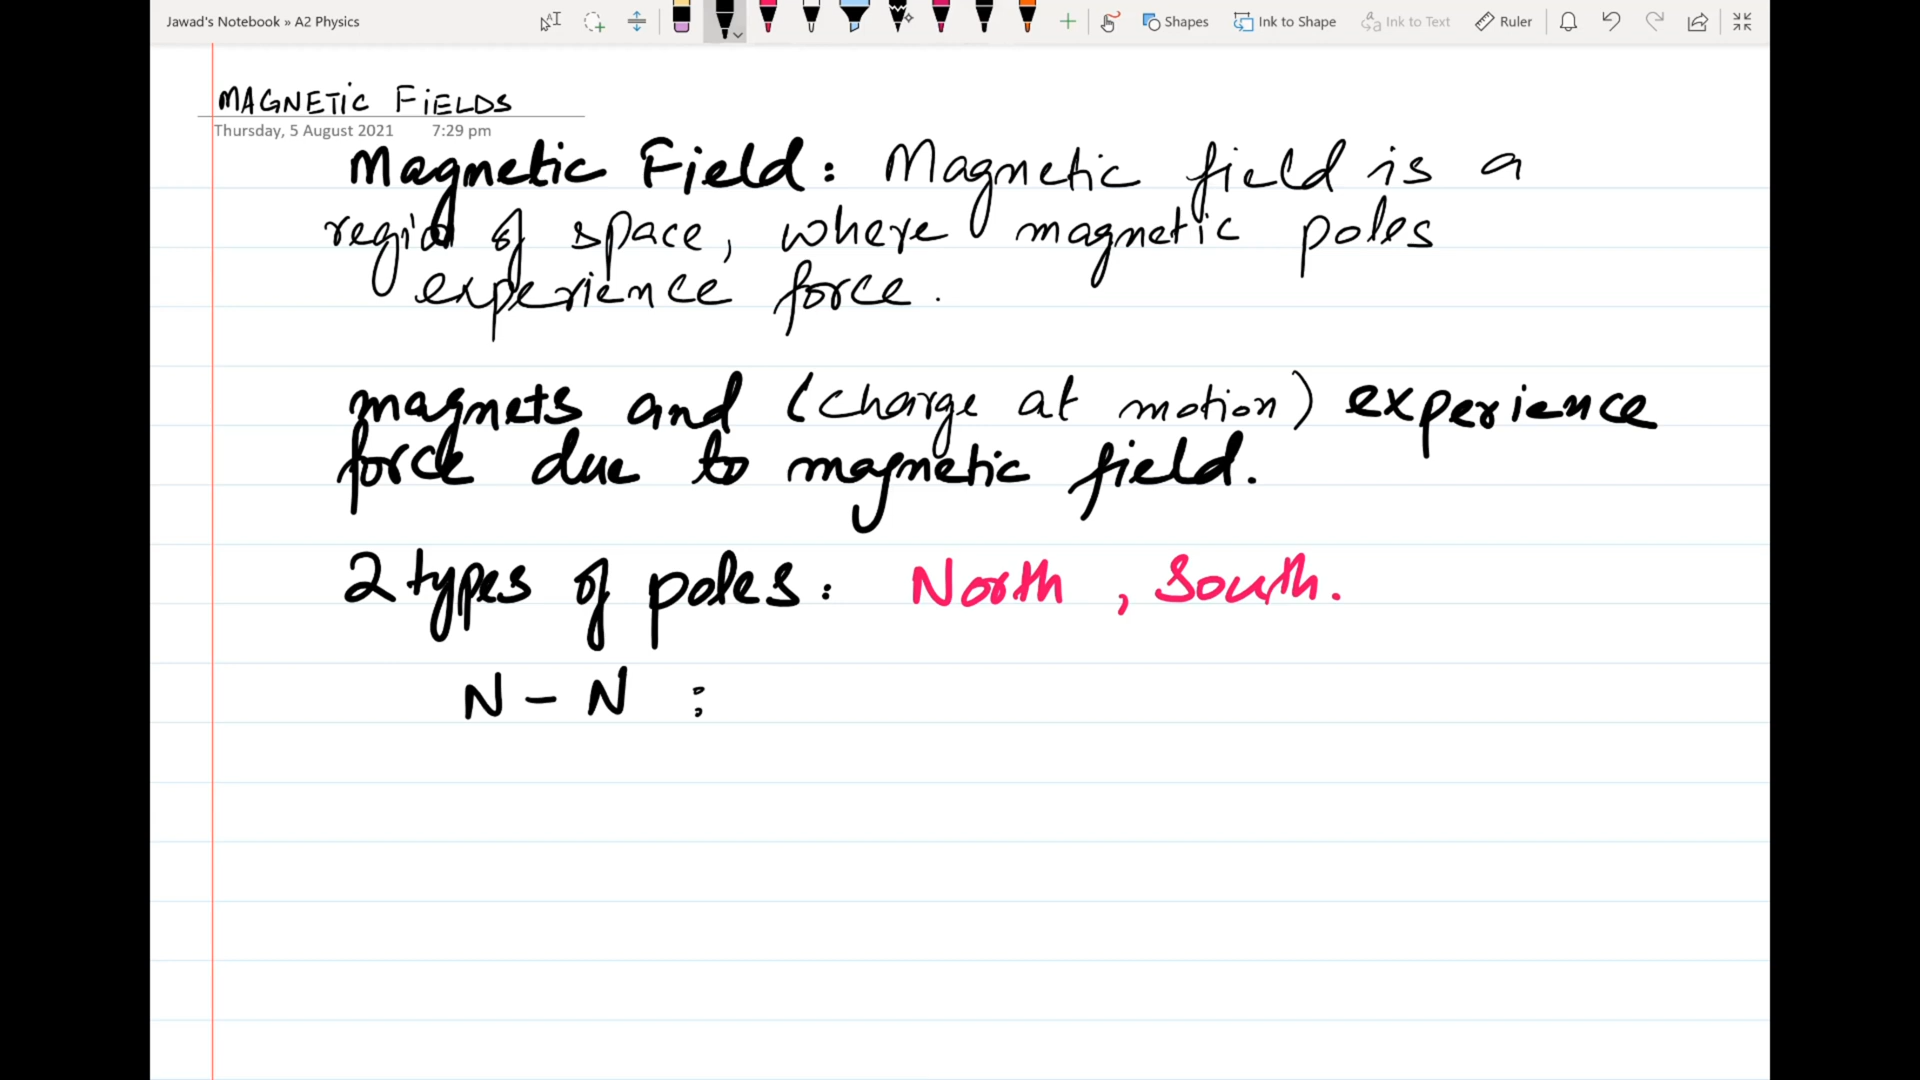 Jawad's Notebook » A2 Physics
Shapes Ink to Shape Ink to Text Ruler
MAGNETIC FIELDS
Thursday, 5 August 2021 7:29 pm
Magnetic Field: Magnetic field is a
region of space, where magnetic poles
experience force.
magnets and (charge at motion) experience
force due to magnetic field.
2 types of poles: North, South.
N - N :